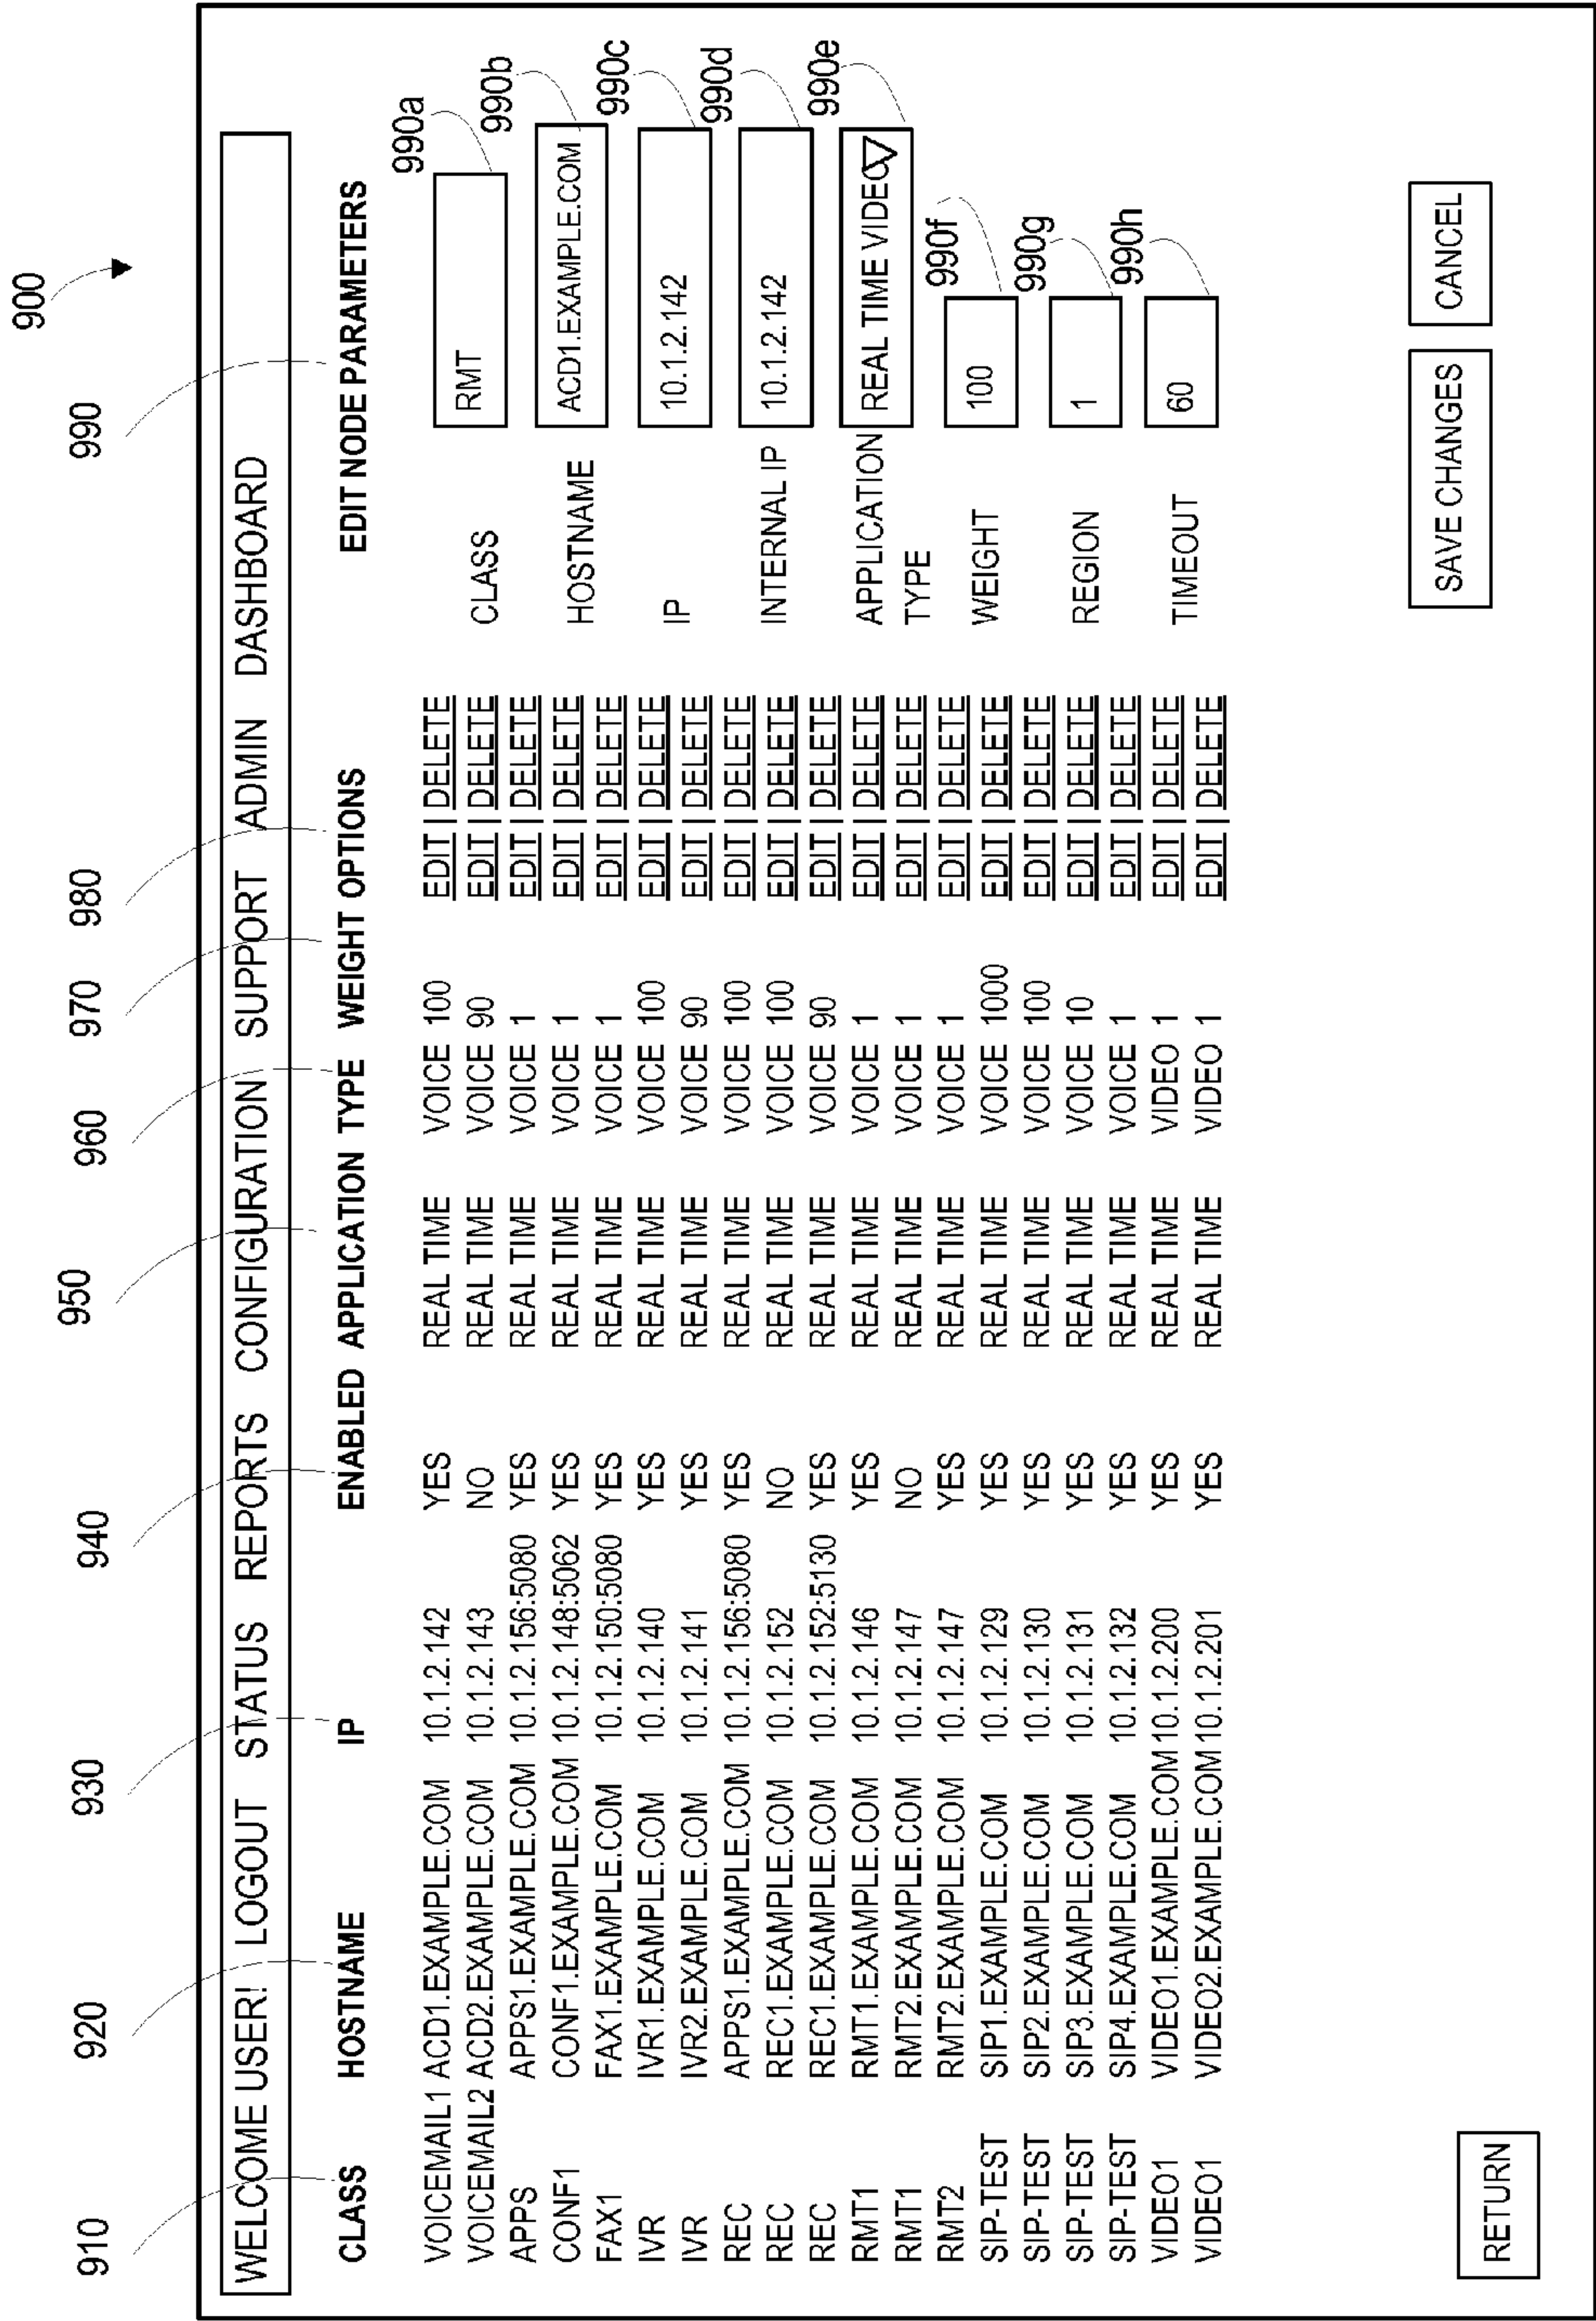 900
910 920 930 940 950 960 970 980 990
WELCOME USER! LOGOUT STATUS REPORTS CONFIGURATION SUPPORT ADMIN DASHBOARD
CLASS HOSTNAME IP ENABLED APPLICATION TYPE WEIGHT OPTIONS EDIT NODE PARAMETERS
VOICEMAIL1 ACD1.EXAMPLE.COM 10.1.2.142 YES REAL TIME VOICE 100 EDIT | DELETE
VOICEMAIL2 ACD2.EXAMPLE.COM 10.1.2.143 NO REAL TIME VOICE 90 EDIT | DELETE
APPS APPS1.EXAMPLE.COM 10.1.2.156:5080 YES REAL TIME VOICE 1 EDIT | DELETE
CONF1 CONF1.EXAMPLE.COM 10.1.2.148:5062 YES REAL TIME VOICE 1 EDIT | DELETE
FAX1 FAX1.EXAMPLE.COM 10.1.2.150:5080 YES REAL TIME VOICE 1 EDIT | DELETE
IVR IVR1.EXAMPLE.COM 10.1.2.140 YES REAL TIME VOICE 100 EDIT | DELETE
IVR IVR2.EXAMPLE.COM 10.1.2.141 YES REAL TIME VOICE 90 EDIT | DELETE
REC APPS1.EXAMPLE.COM 10.1.2.156:5080 YES REAL TIME VOICE 100 EDIT | DELETE
REC REC1.EXAMPLE.COM 10.1.2.152 NO REAL TIME VOICE 100 EDIT | DELETE
REC REC1.EXAMPLE.COM 10.1.2.152:5130 YES REAL TIME VOICE 90 EDIT | DELETE
RMT1 RMT1.EXAMPLE.COM 10.1.2.146 YES REAL TIME VOICE 1 EDIT | DELETE
RMT1 RMT2.EXAMPLE.COM 10.1.2.147 NO REAL TIME VOICE 1 EDIT | DELETE
RMT2 RMT2.EXAMPLE.COM 10.1.2.147 YES REAL TIME VOICE 1 EDIT | DELETE
SIP-TEST SIP1.EXAMPLE.COM 10.1.2.129 YES REAL TIME VOICE 1000 EDIT | DELETE
SIP-TEST SIP2.EXAMPLE.COM 10.1.2.130 YES REAL TIME VOICE 100 EDIT | DELETE
SIP-TEST SIP3.EXAMPLE.COM 10.1.2.131 YES REAL TIME VOICE 10 EDIT | DELETE
SIP-TEST SIP4.EXAMPLE.COM 10.1.2.132 YES REAL TIME VOICE 1 EDIT | DELETE
VIDEO1 VIDEO1.EXAMPLE.COM 10.1.2.200 YES REAL TIME VIDEO 1 EDIT | DELETE
VIDEO1 VIDEO2.EXAMPLE.COM 10.1.2.201 YES REAL TIME VIDEO 1 EDIT | DELETE
CLASS RMT 990a
HOSTNAME ACD1.EXAMPLE.COM 990b
IP 10.1.2.142 990c
INTERNAL IP 10.1.2.142 990d
APPLICATION REAL TIME VIDEO 990e
TYPE
WEIGHT 100 990f
REGION 1 990g
TIMEOUT 60 990h
SAVE CHANGES CANCEL
RETURN